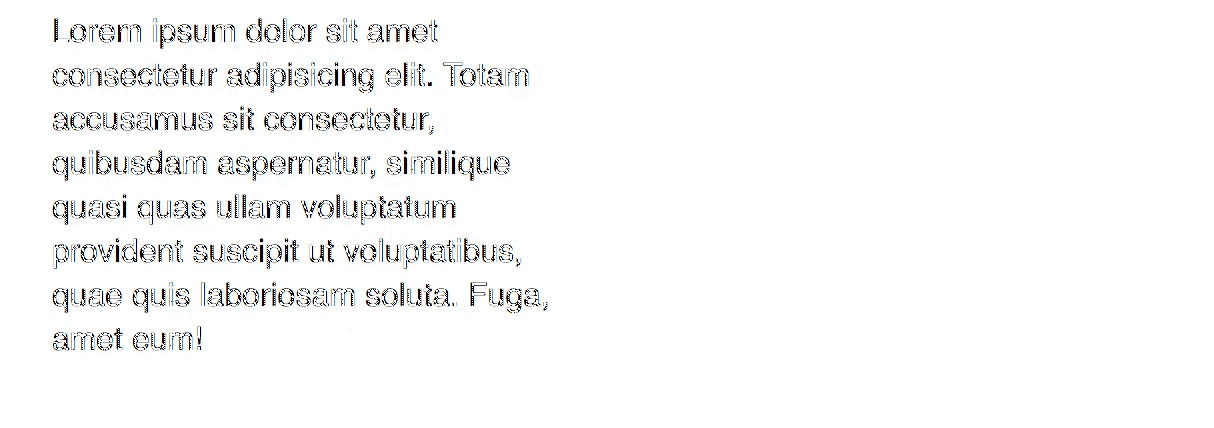 Lorem ipsum dolor sit amet
consectetur adipisicing elit. Totam
accusamus sit consectetur,
quibusdam aspernatur, similique
quasi quas ullam voluptatum
provident suscipit ut voluptatibus,
quae quis laboriosam soluta. Fuga,
amet eum!